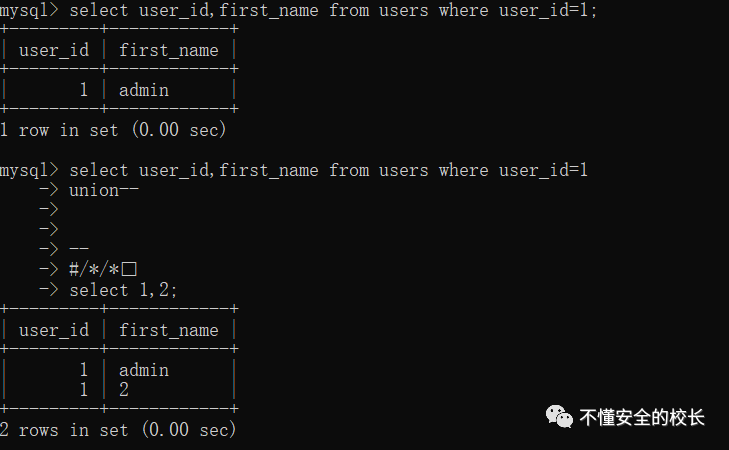 mysql> select user_id,first_name from users where user_id=1;
+---------+------------+
| user_id | first_name |
+---------+------------+
|       1 | admin      |
+---------+------------+
1 row in set (0.00 sec)
mysql> select user_id,first_name from users where user_id=1
    -> union--
    ->
    ->
    -> --
    -> #/*/*□
    -> select 1,2;
+---------+------------+
| user_id | first_name |
+---------+------------+
|       1 | admin      |
|       1 | 2          |
+---------+------------+
2 rows in set (0.00 sec)
不懂安全的校长